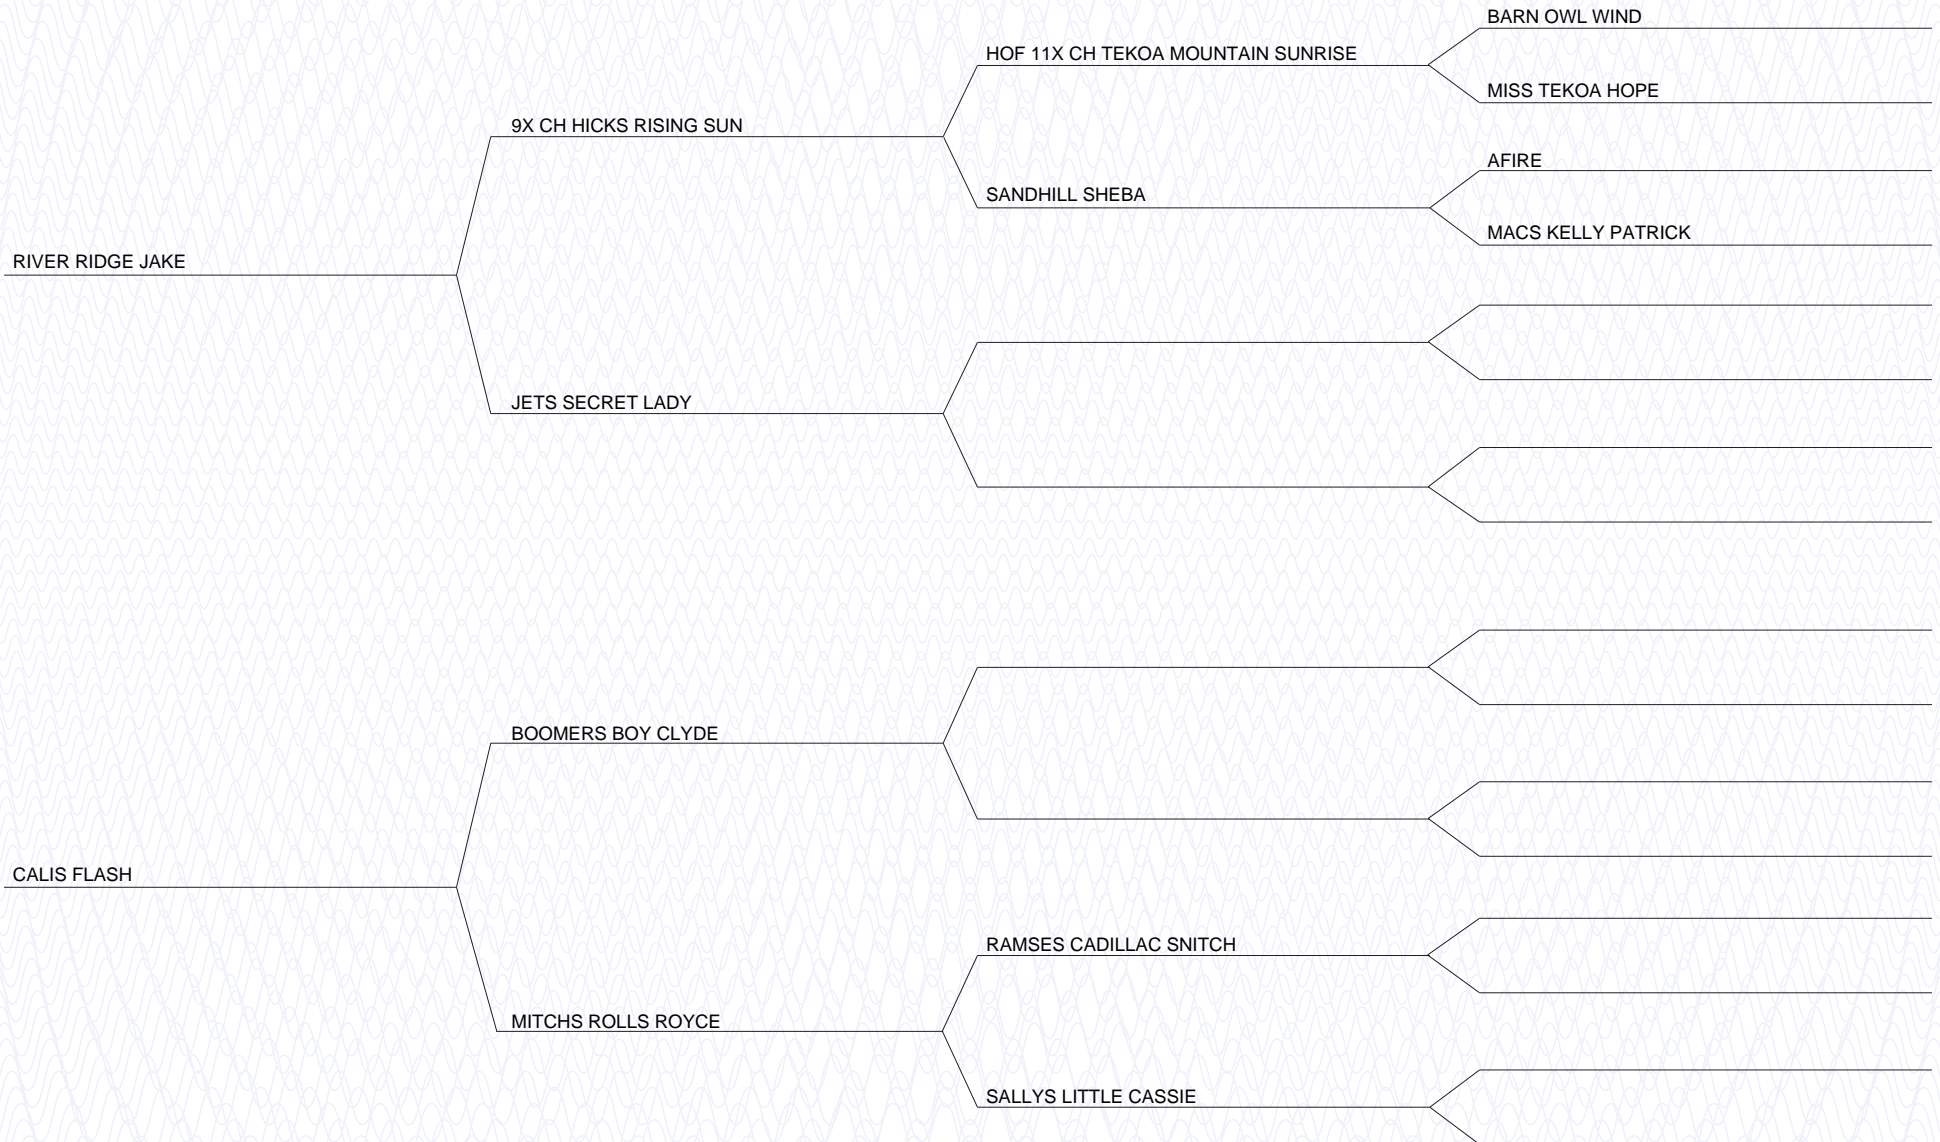 BARN OWL WIND
HOF 11X CH TEKOA MOUNTAIN SUNRISE
MISS TEKOA HOPE
9X CH HICKS RISING SUN
AFIRE
SANDHILL SHEBA
MACS KELLY PATRICK
RIVER RIDGE JAKE
JETS SECRET LADY
BOOMERS BOY CLYDE
CALIS FLASH
RAMSES CADILLAC SNITCH
MITCHS ROLLS ROYCE
SALLYS LITTLE CASSIE